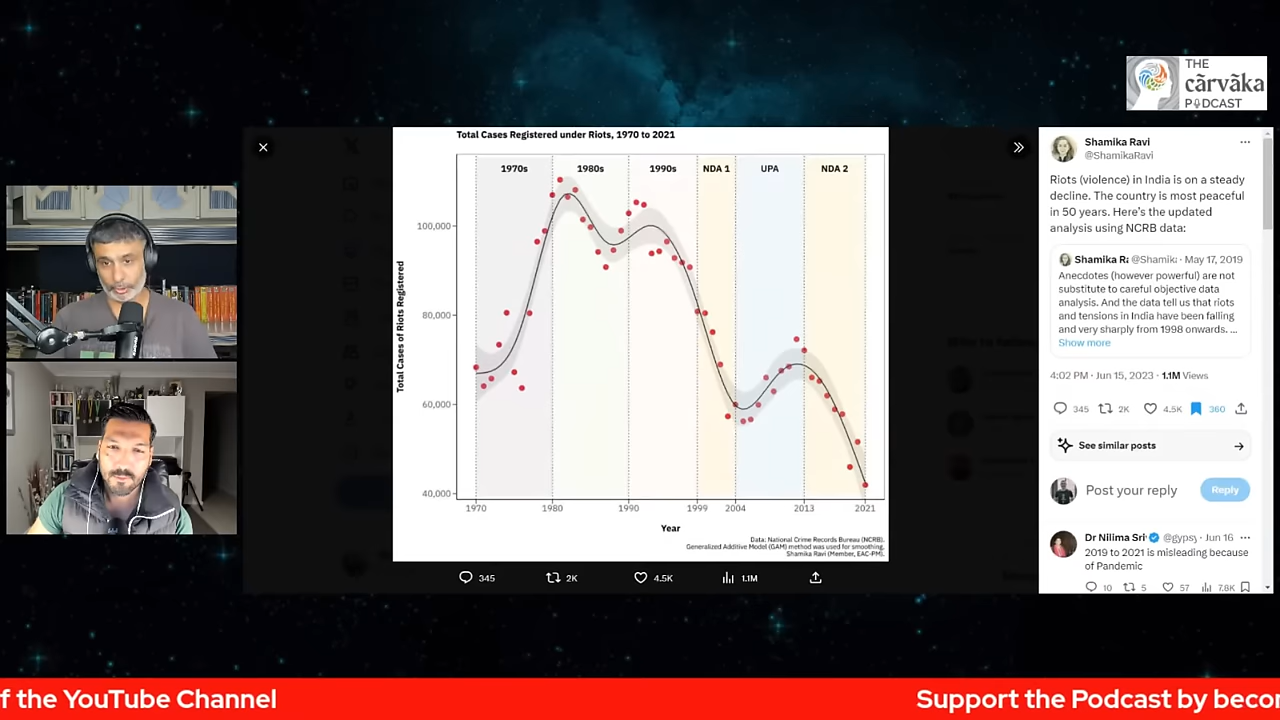 THE
cãrvãka
PODCAST
Total Cases Registered under Riots, 1970 to 2021
1970s
1980s
1990s
NDA 1
UPA
NDA 2
100,000
80,000
60,000
40,000
Total Cases of Riots Registered
1970
1980
1990
1999
2004
2013
2021
Year
Data: National Crime Records Bureau (NCRB).
Generalized Additive Model (GAM) method was used for smoothing.
Shamika Ravi (Member, EAC-PM).
345
2K
4.5K
1.1M
Shamika Ravi
@ShamikaRavi
Riots (violence) in India is on a steady
decline. The country is most peaceful
in 50 years. Here's the updated
analysis using NCRB data:
Shamika Ra @Shamika · May 17, 2019
Anecdotes (however powerful) are not
substitute to careful objective data
analysis. And the data tell us that riots
and tensions in India have been falling
and very sharply from 1998 onwards. ...
Show more
4:02 PM · Jun 15, 2023 · 1.1M Views
345 2K 4.5K 360
See similar posts
Post your reply
Reply
Dr Nilima Sri @gypsy · Jun 16
2019 to 2021 is misleading because
of Pandemic
10 5 57 7.8K
f the YouTube Channel
Support the Podcast by becor